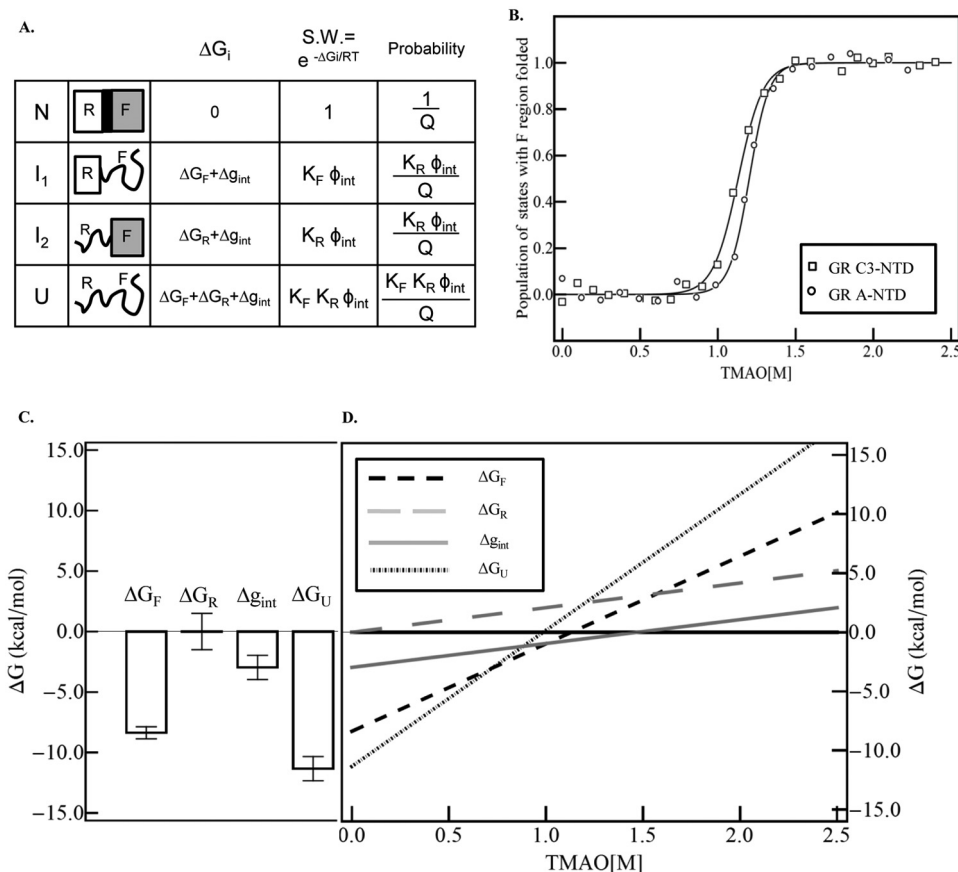 A.
ΔGi
S.W.=
e -ΔGi/RT
Probability
N
R F
0
1
1
Q
I1
R F
ΔGF+Δgint
KF ϕint
KR ϕint
Q
I2
R F
ΔGR+Δgint
KR ϕint
KR ϕint
Q
U
R F
ΔGF+ΔGR+Δgint
KF KR ϕint
KF KR ϕint
Q
B.
Population of states with F region folded
1.0
0.8
0.6
0.4
0.2
0.0
GR C3-NTD
GR A-NTD
0.0 0.5 1.0 1.5 2.0 2.5
TMAO[M]
C.
ΔG (kcal/mol)
15.0
10.0
5.0
0.0
−5.0
−10.0
−15.0
ΔGF ΔGR Δgint ΔGU
D.
ΔGF
ΔGR
Δgint
ΔGU
15.0
10.0
5.0
0.0
−5.0
−10.0
−15.0
ΔG (kcal/mol)
0.0 0.5 1.0 1.5 2.0 2.5
TMAO[M]